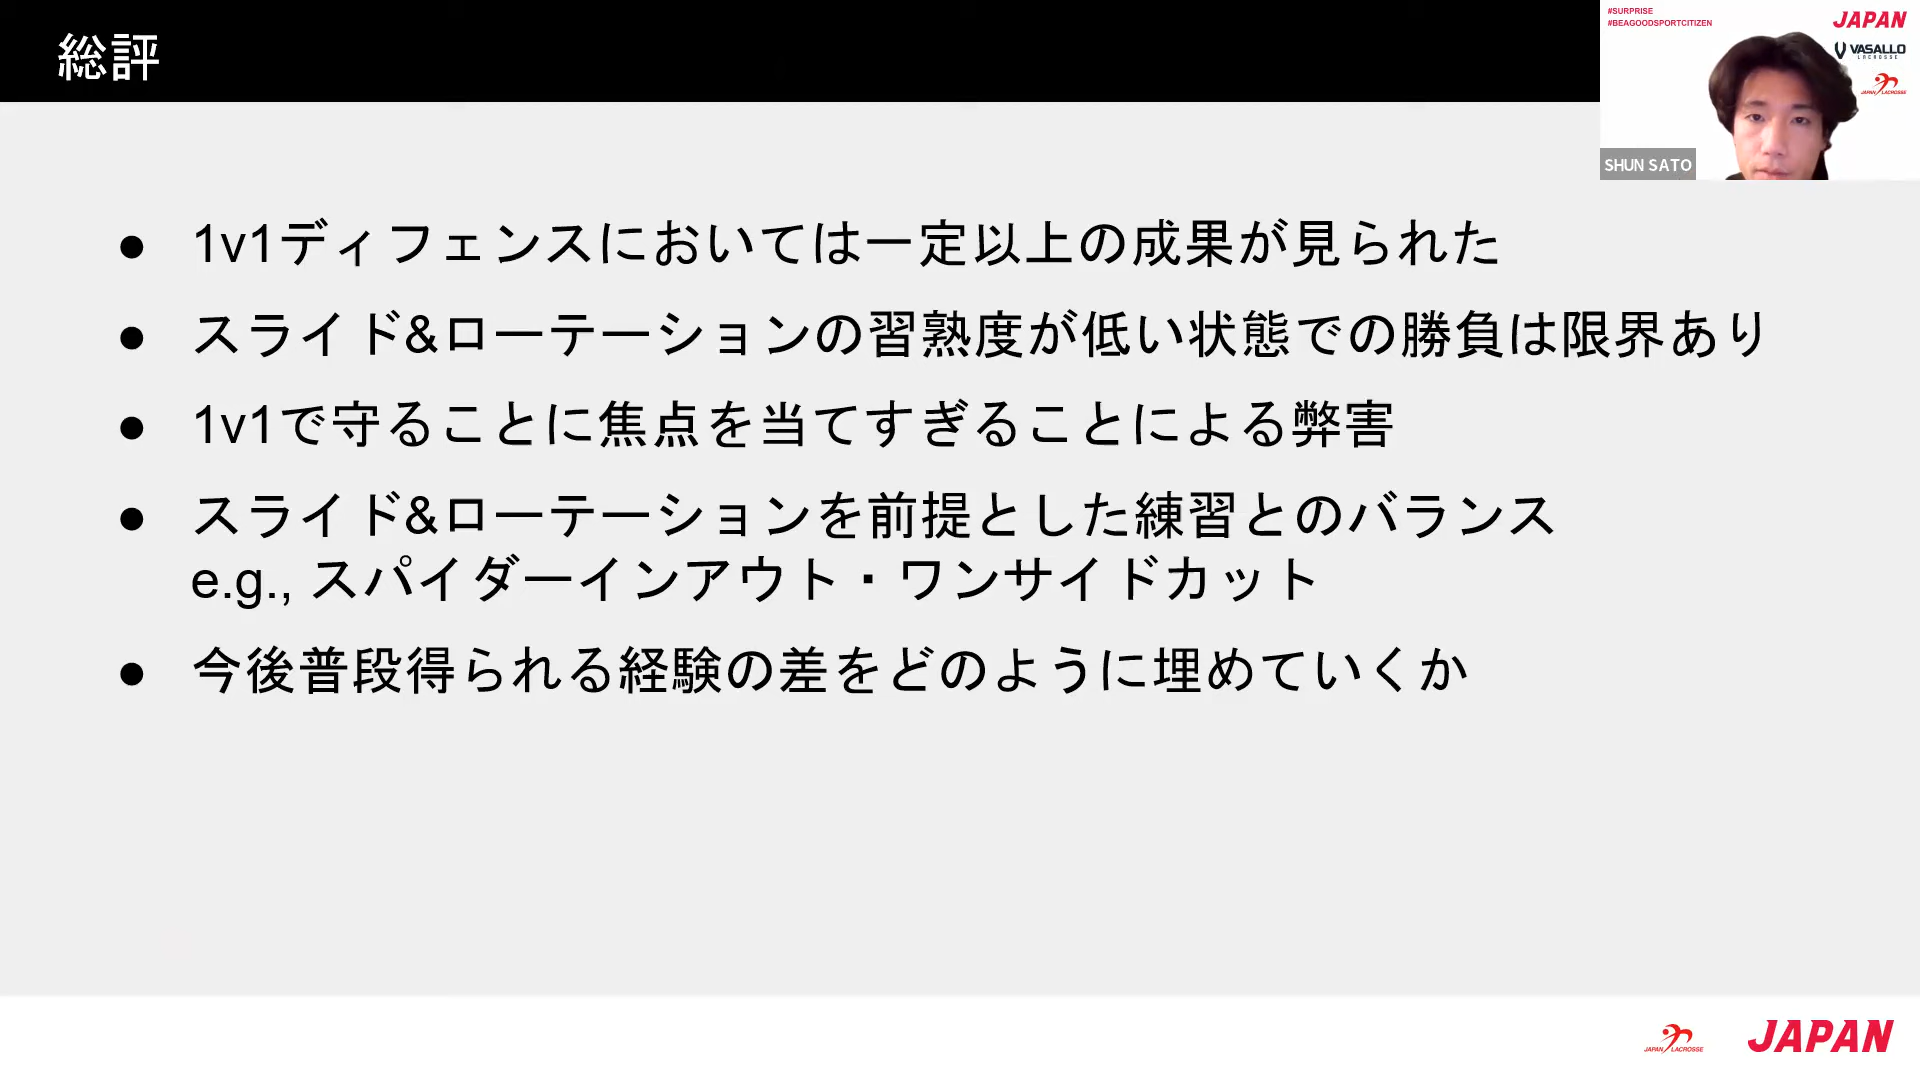 総評
#SURPRISE
#BEAGOODSPORTCITIZEN
JAPAN
VASALLO
LACROSSE
JAPAN LACROSSE
SHUN SATO
● 1v1ディフェンスにおいては一定以上の成果が見られた
● スライド&ローテーションの習熟度が低い状態での勝負は限界あり
● 1v1で守ることに焦点を当てすぎることによる弊害
● スライド&ローテーションを前提とした練習とのバランス
e.g., スパイダーインアウト・ワンサイドカット
● 今後普段得られる経験の差をどのように埋めていくか
JAPAN LACROSSE
JAPAN